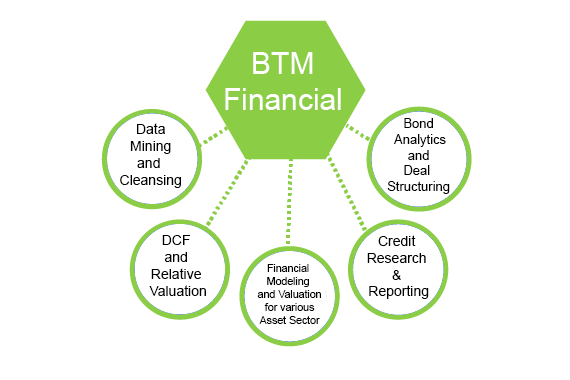 BTM
Financial
Data
Mining
and
Cleansing
Bond
Analytics
and
Deal
Structuring
DCF
and
Relative
Valuation
Financial
Modeling
and Valuation
for various
Asset Sector
Credit
Research
&
Reporting